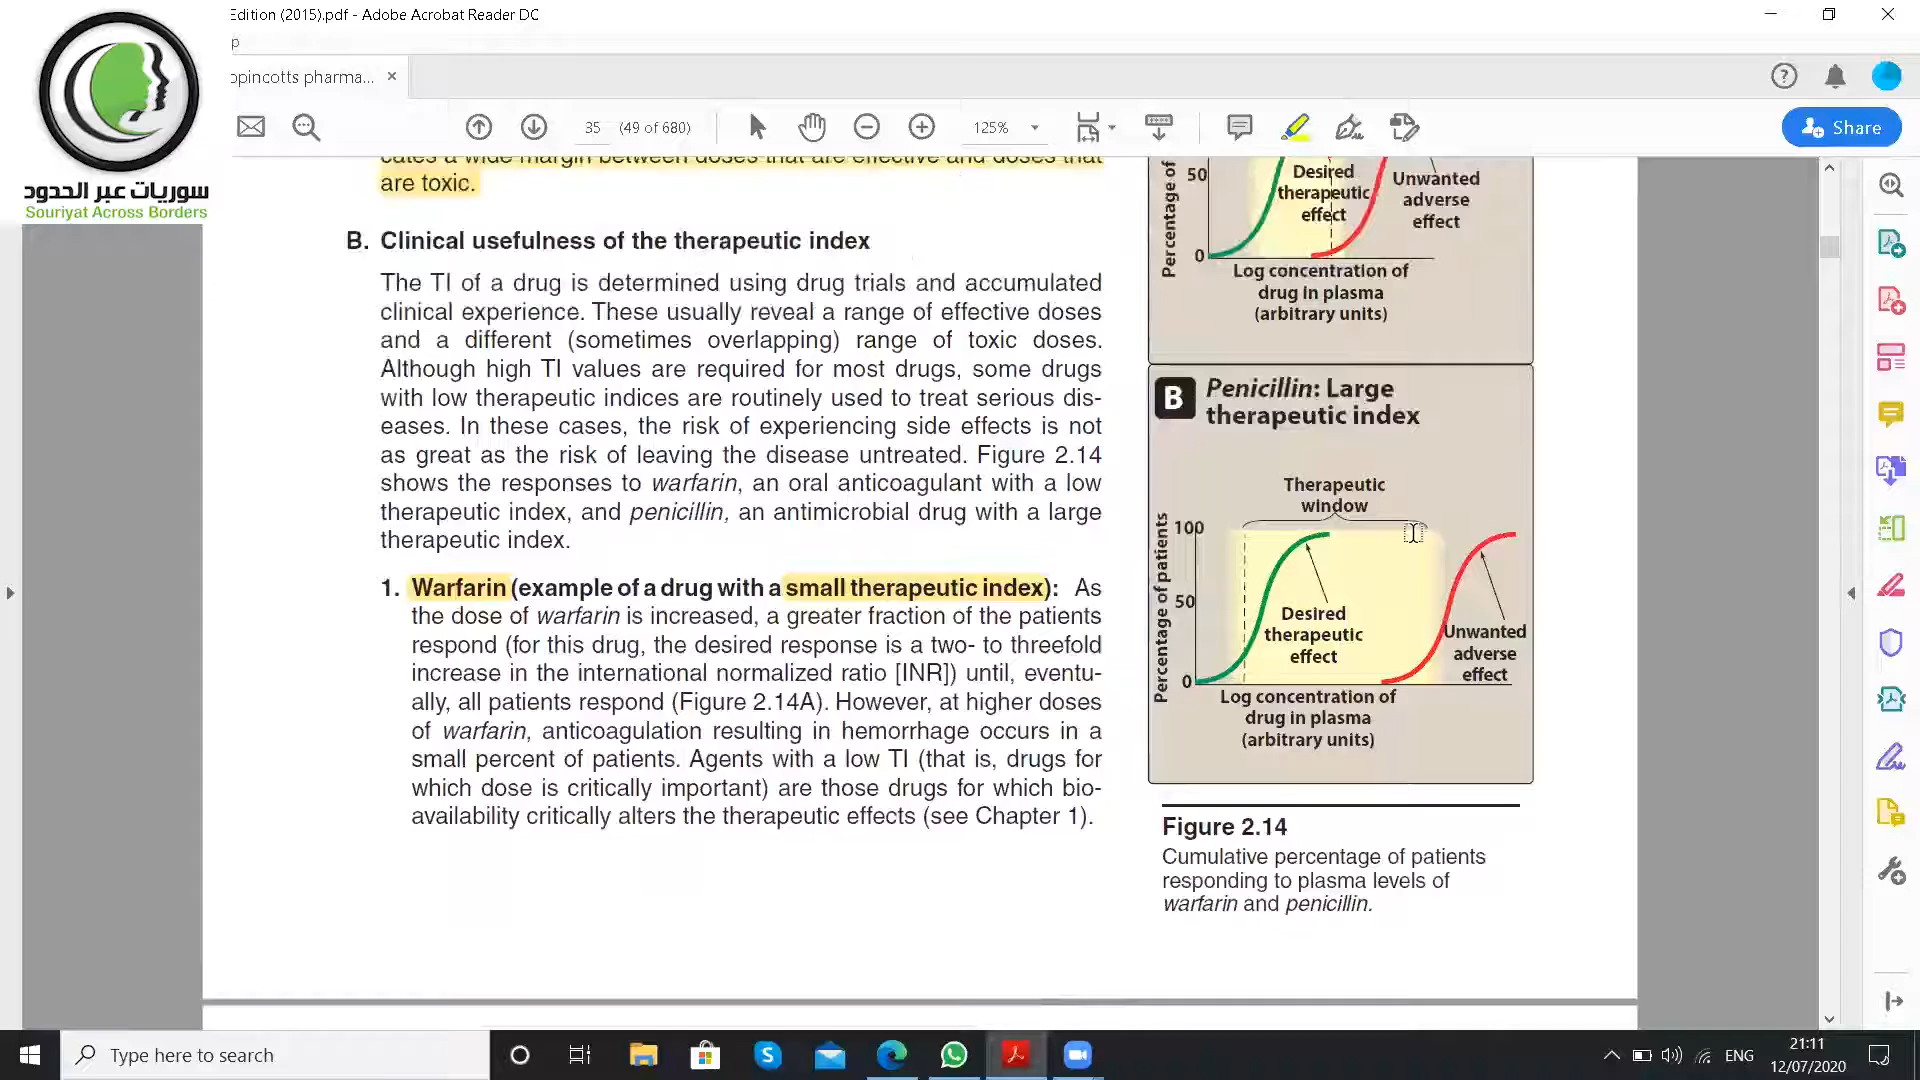 Edition (2015).pdf - Adobe Acrobat Reader DC
p
opincotts pharma...
35
(49 of 680)
125%
Share
سوريات عبر الحدود
Souriyat Across Borders
cates a wide margin between doses that are effective and doses that
are toxic.
B. Clinical usefulness of the therapeutic index
The TI of a drug is determined using drug trials and accumulated
clinical experience. These usually reveal a range of effective doses
and a different (sometimes overlapping) range of toxic doses.
Although high TI values are required for most drugs, some drugs
with low therapeutic indices are routinely used to treat serious dis-
eases. In these cases, the risk of experiencing side effects is not
as great as the risk of leaving the disease untreated. Figure 2.14
shows the responses to warfarin, an oral anticoagulant with a low
therapeutic index, and penicillin, an antimicrobial drug with a large
therapeutic index.
1. Warfarin (example of a drug with a small therapeutic index): As
the dose of warfarin is increased, a greater fraction of the patients
respond (for this drug, the desired response is a two- to threefold
increase in the international normalized ratio [INR]) until, eventu-
ally, all patients respond (Figure 2.14A). However, at higher doses
of warfarin, anticoagulation resulting in hemorrhage occurs in a
small percent of patients. Agents with a low TI (that is, drugs for
which dose is critically important) are those drugs for which bio-
availability critically alters the therapeutic effects (see Chapter 1).
Percentage of
50
0
Desired
therapeutic
effect
Unwanted
adverse
effect
Log concentration of
drug in plasma
(arbitrary units)
B Penicillin: Large
therapeutic index
Therapeutic
window
Percentage of patients
100
50
0
Desired
therapeutic
effect
Unwanted
adverse
effect
Log concentration of
drug in plasma
(arbitrary units)
Figure 2.14
Cumulative percentage of patients
responding to plasma levels of
warfarin and penicillin.
Type here to search
ENG
21:11
12/07/2020